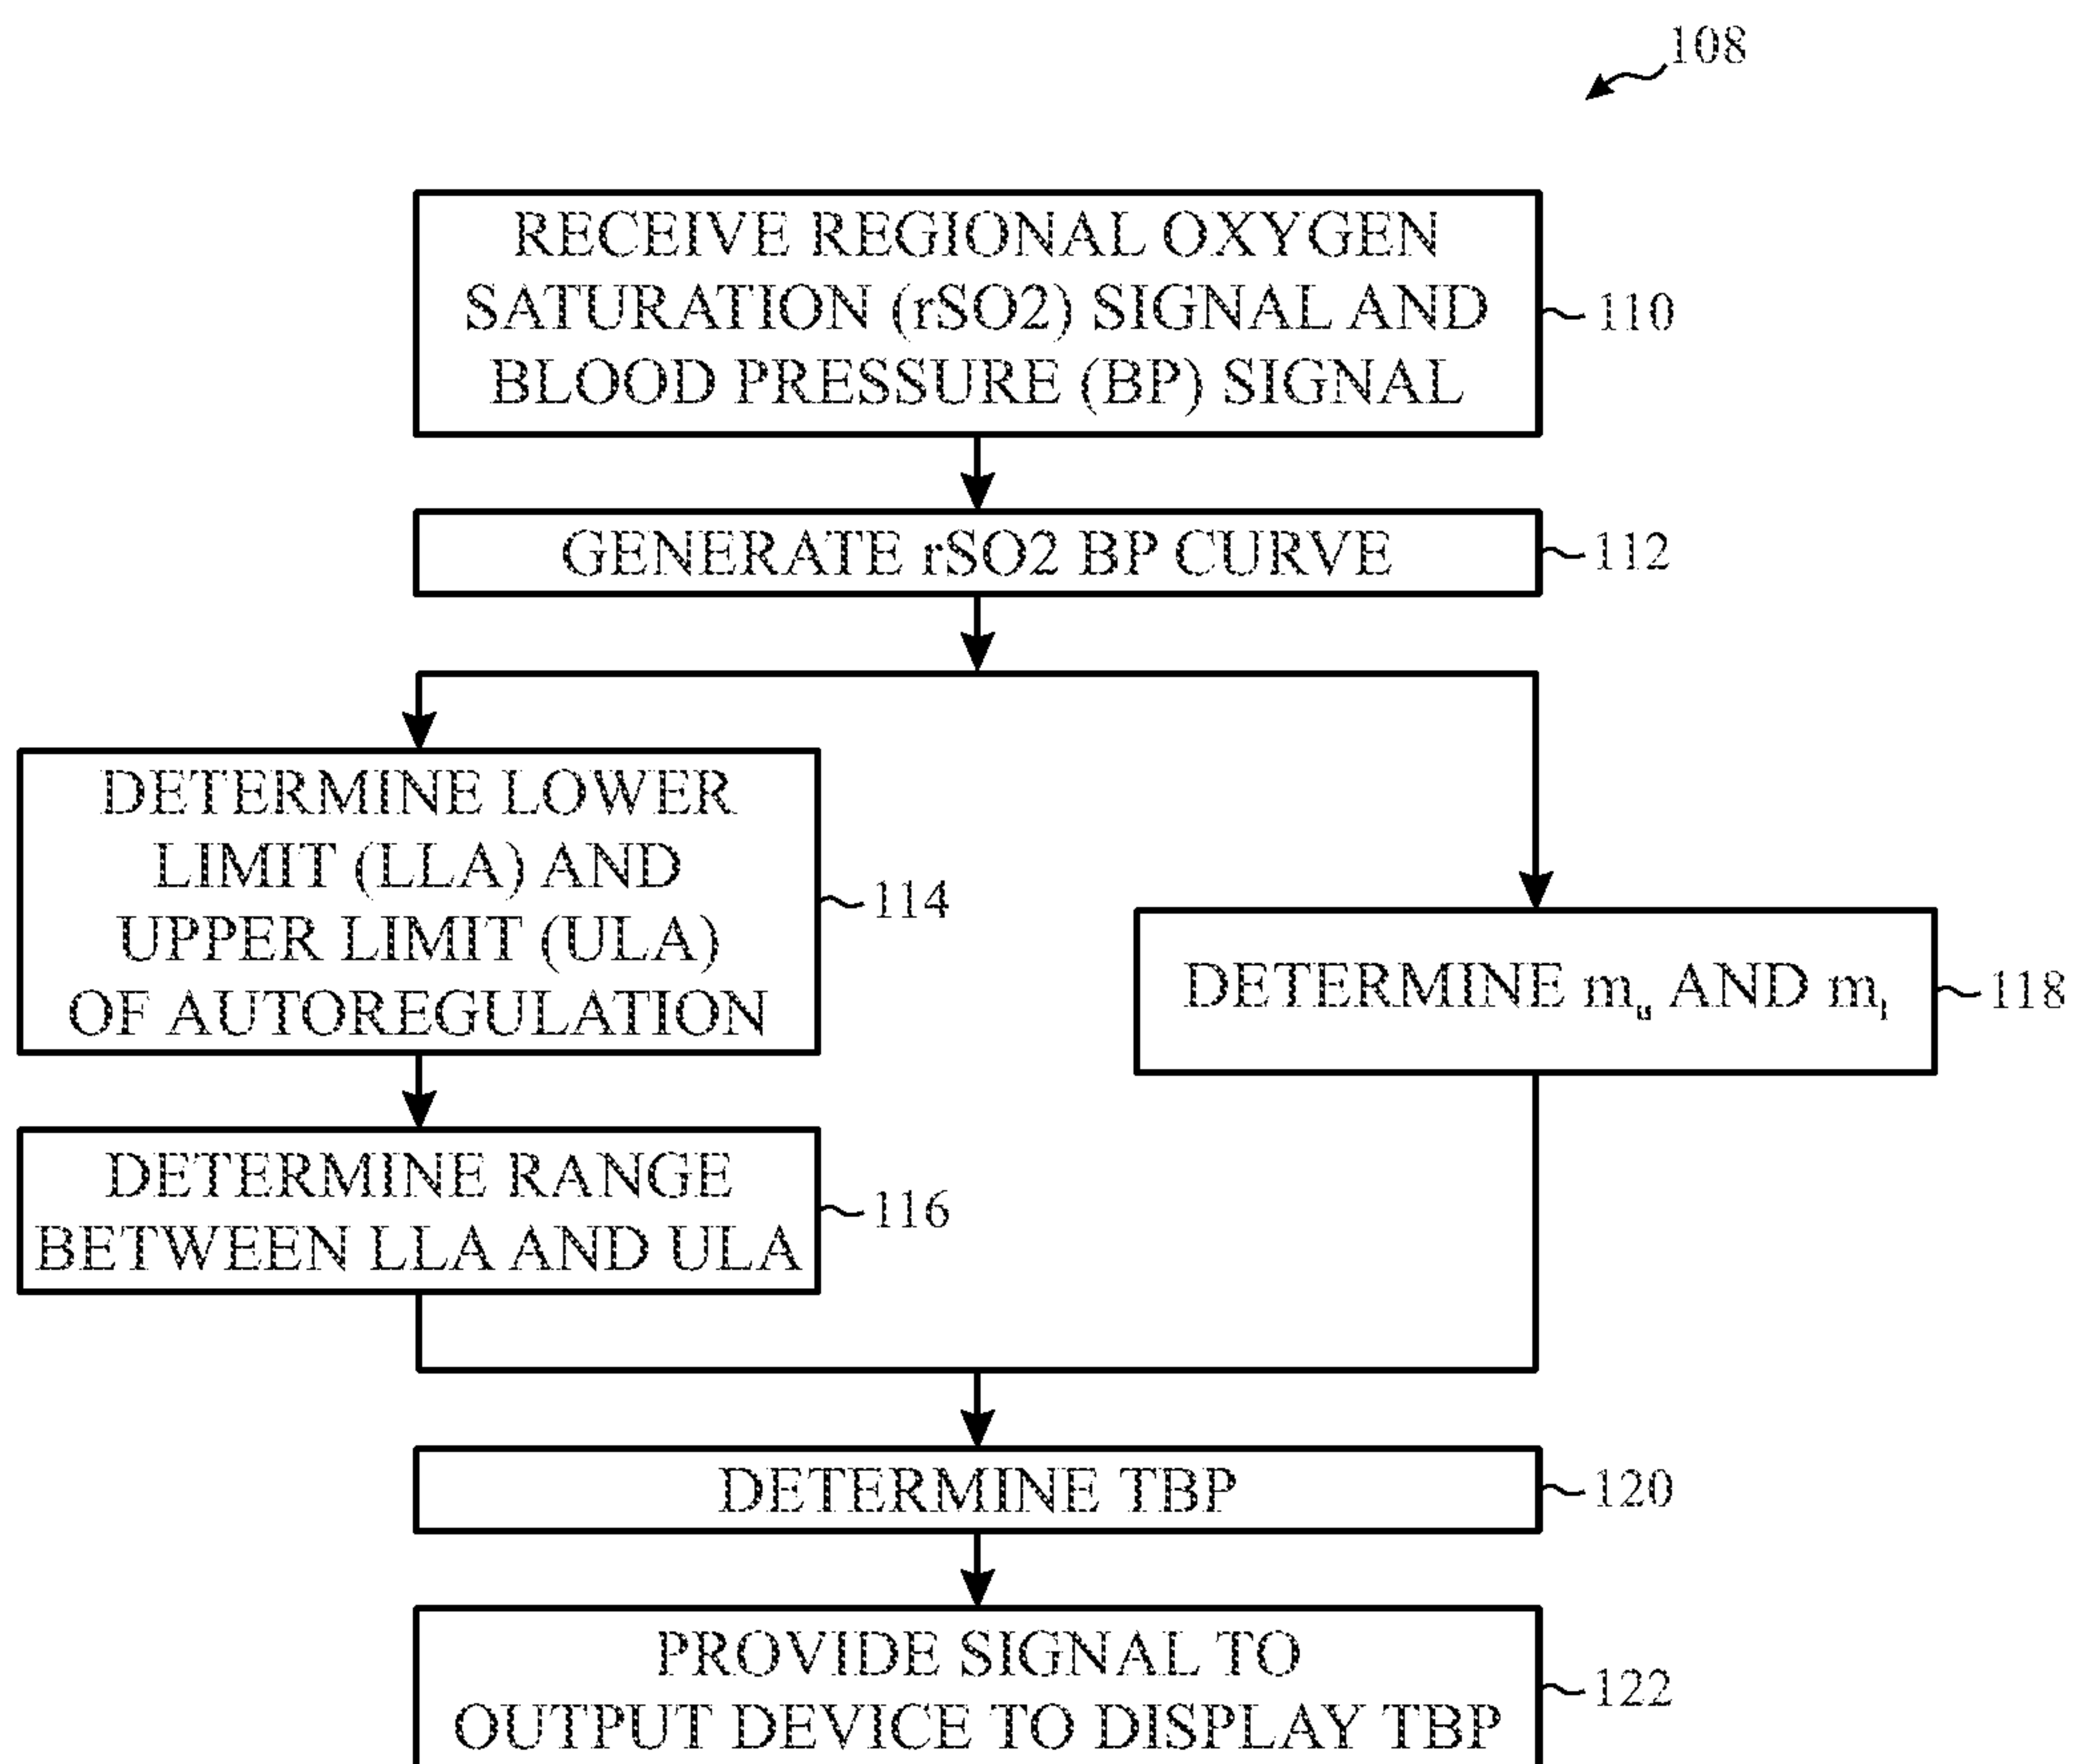 108
RECEIVE REGIONAL OXYGEN
SATURATION (rSO2) SIGNAL AND
BLOOD PRESSURE (BP) SIGNAL
110
GENERATE rSO2 BP CURVE
112
DETERMINE LOWER
LIMIT (LLA) AND
UPPER LIMIT (ULA)
OF AUTOREGULATION
114
DETERMINE mu AND ml
118
DETERMINE RANGE
BETWEEN LLA AND ULA
116
DETERMINE TBP
120
PROVIDE SIGNAL TO
OUTPUT DEVICE TO DISPLAY TBP
122